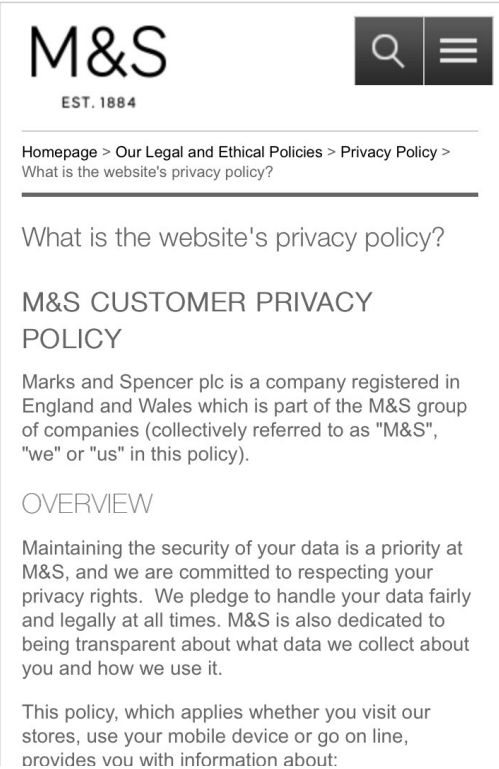 M&S
EST. 1884
Homepage > Our Legal and Ethical Policies > Privacy Policy >
What is the website's privacy policy?
What is the website's privacy policy?
M&S CUSTOMER PRIVACY
POLICY
Marks and Spencer plc is a company registered in
England and Wales which is part of the M&S group
of companies (collectively referred to as "M&S",
"we" or "us" in this policy).
OVERVIEW
Maintaining the security of your data is a priority at
M&S, and we are committed to respecting your
privacy rights.  We pledge to handle your data fairly
and legally at all times. M&S is also dedicated to
being transparent about what data we collect about
you and how we use it.
This policy, which applies whether you visit our
stores, use your mobile device or go on line,
provides you with information about: